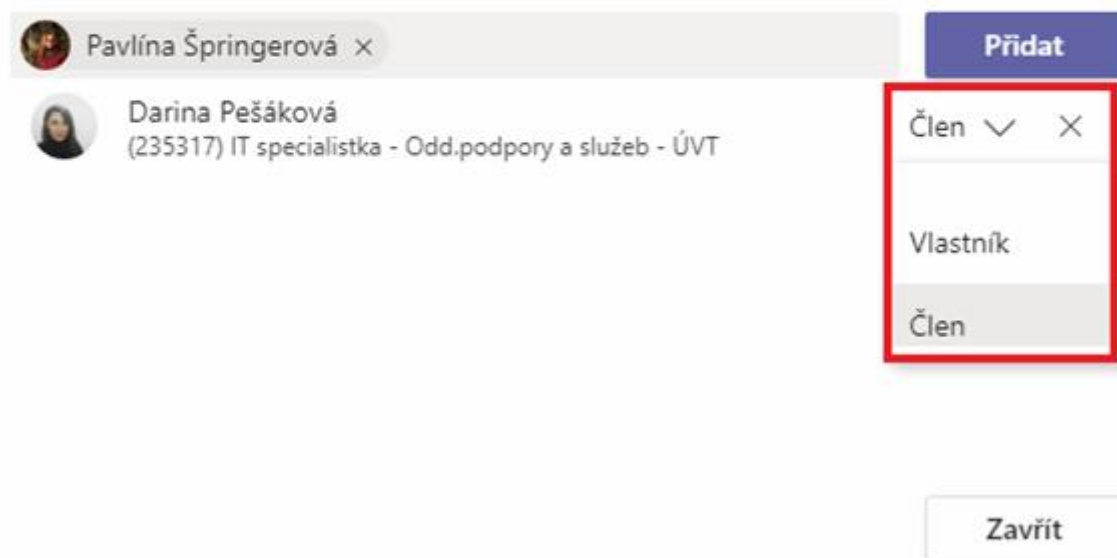 Pavlína Špringerová ×
Přidat
Darina Pešáková
(235317) IT specialistka - Odd.podpory a služeb - ÚVT
Člen
Vlastník
Člen
Zavřít